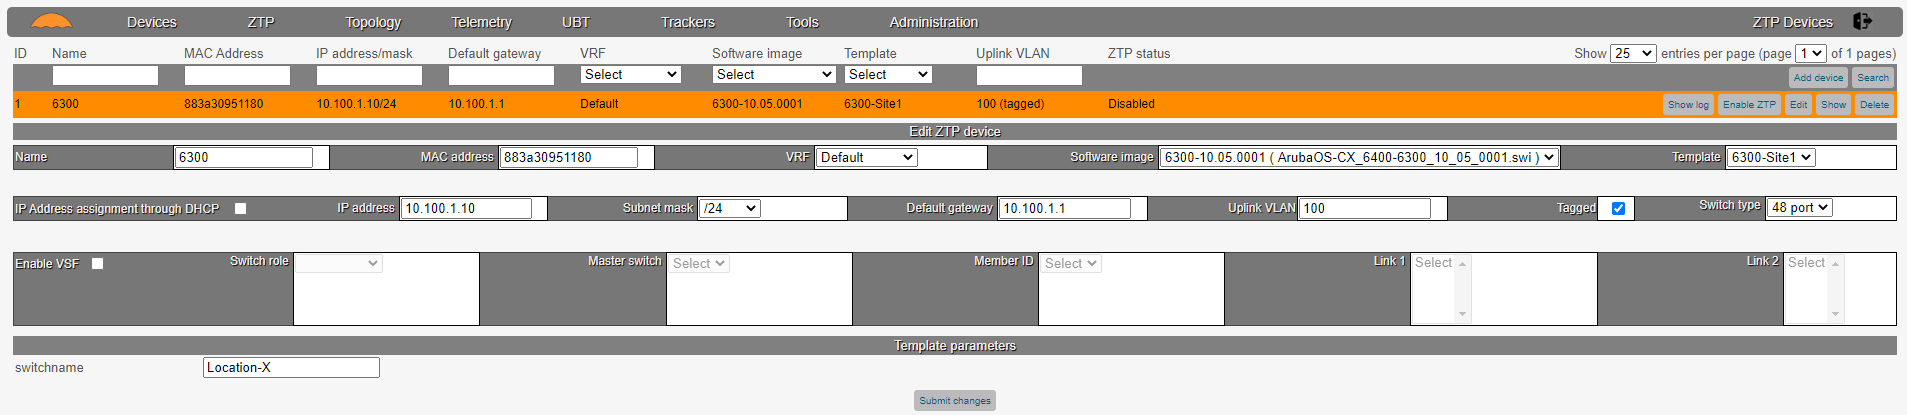 Devices ZTP Topology Telemetry UBT Trackers Tools Administration ZTP Devices
ID Name MAC Address IP address/mask Default gateway VRF Software image Template Uplink VLAN ZTP status Show 25 entries per page (page 1 of 1 pages)
Select Select Select Add device Search
1 6300 883a30951180 10.100.1.10/24 10.100.1.1 Default 6300-10.05.0001 6300-Site1 100 (tagged) Disabled Show log Enable ZTP Edit Show Delete
Edit ZTP device
Name 6300 MAC address 883a30951180 VRF Default Software image 6300-10.05.0001 ( ArubaOS-CX_6400-6300_10_05_0001.swi ) Template 6300-Site1
IP Address assignment through DHCP IP address 10.100.1.10 Subnet mask /24 Default gateway 10.100.1.1 Uplink VLAN 100 Tagged Switch type 48 port
Enable VSF Switch role Master switch Select Member ID Select Link 1 Select Link 2 Select
Template parameters
switchname Location-X
Submit changes